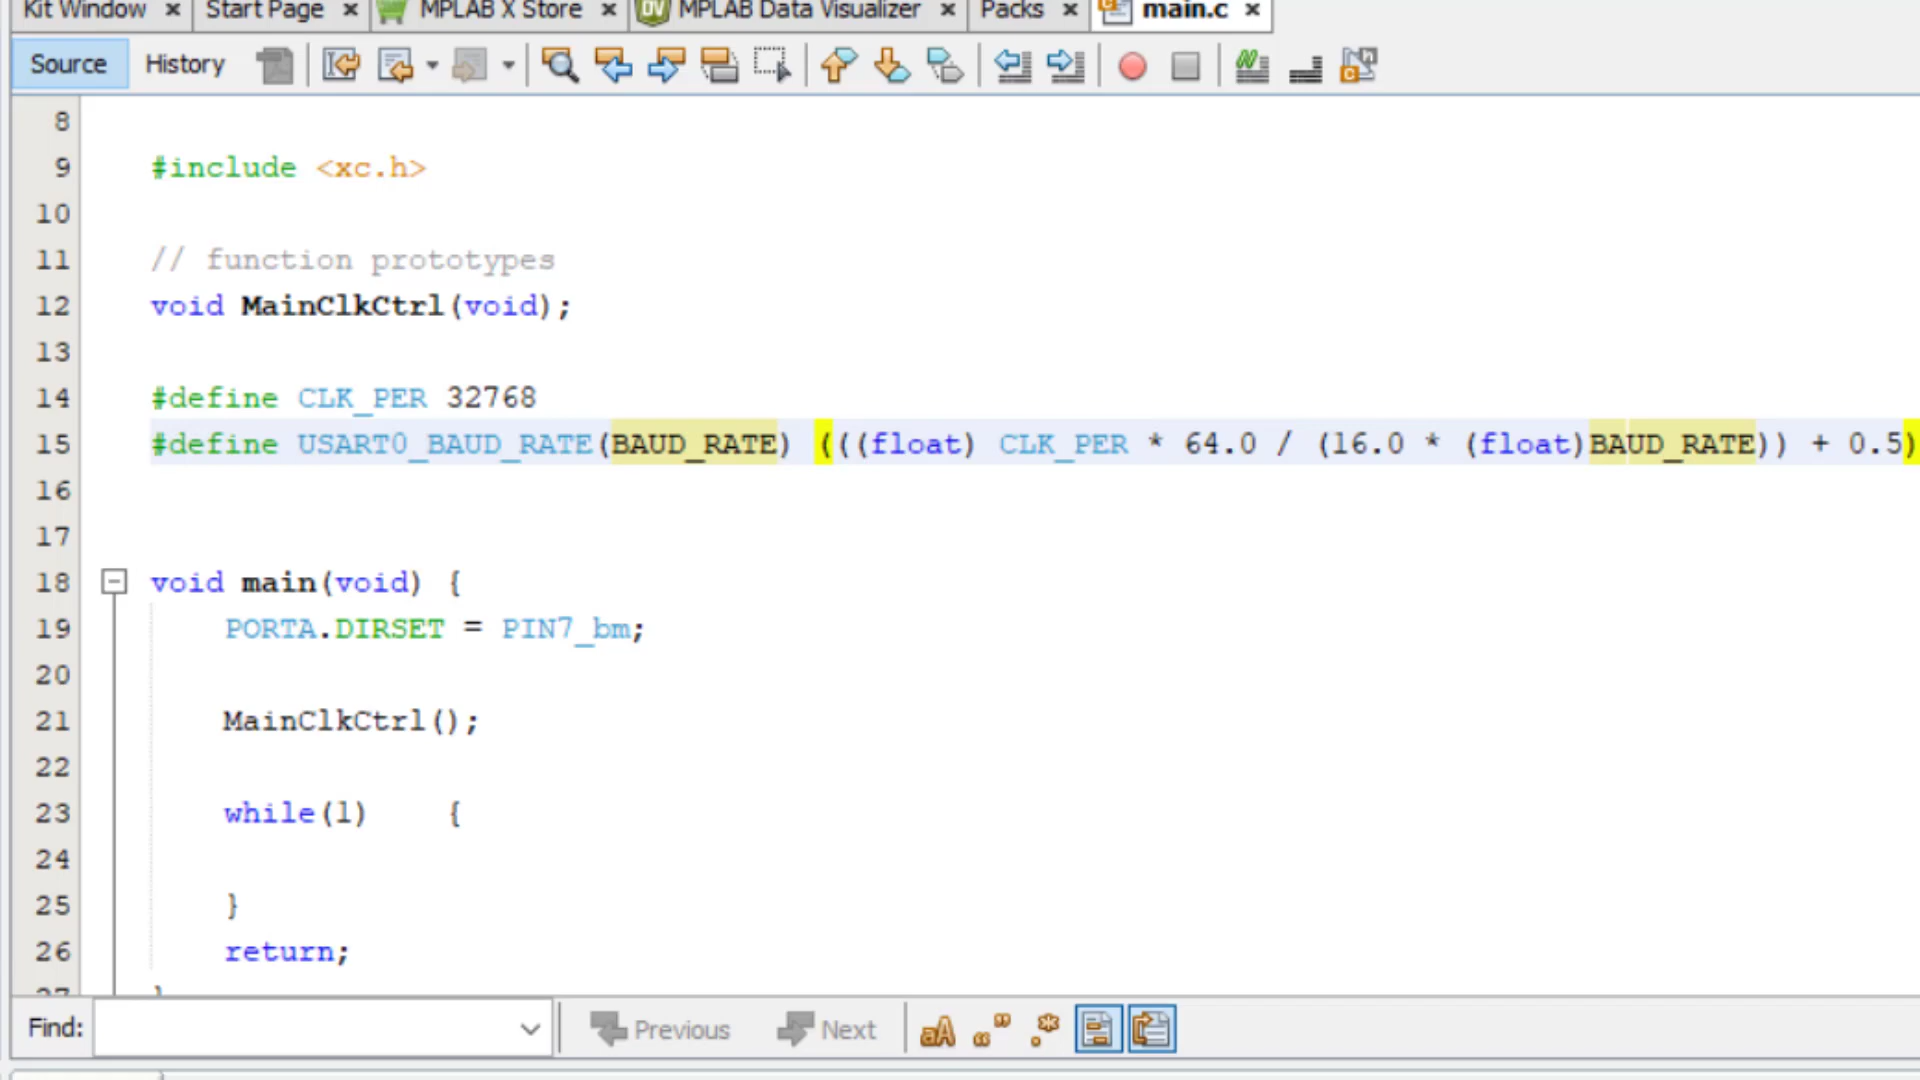 Kit Window × Start Page × MPLAB X Store × DV MPLAB Data Visualizer × Packs × main.c ×
Source History
8
9 #include <xc.h>
10
11 // function prototypes
12 void MainClkCtrl(void);
13
14 #define CLK_PER 32768
15 #define USART0_BAUD_RATE(BAUD_RATE) (((float) CLK_PER * 64.0 / (16.0 * (float)BAUD_RATE)) + 0.5)
16
17
18 void main(void) {
19 PORTA.DIRSET = PIN7_bm;
20
21 MainClkCtrl();
22
23 while(1) {
24
25 }
26 return;
27 }
Find: Previous Next aA